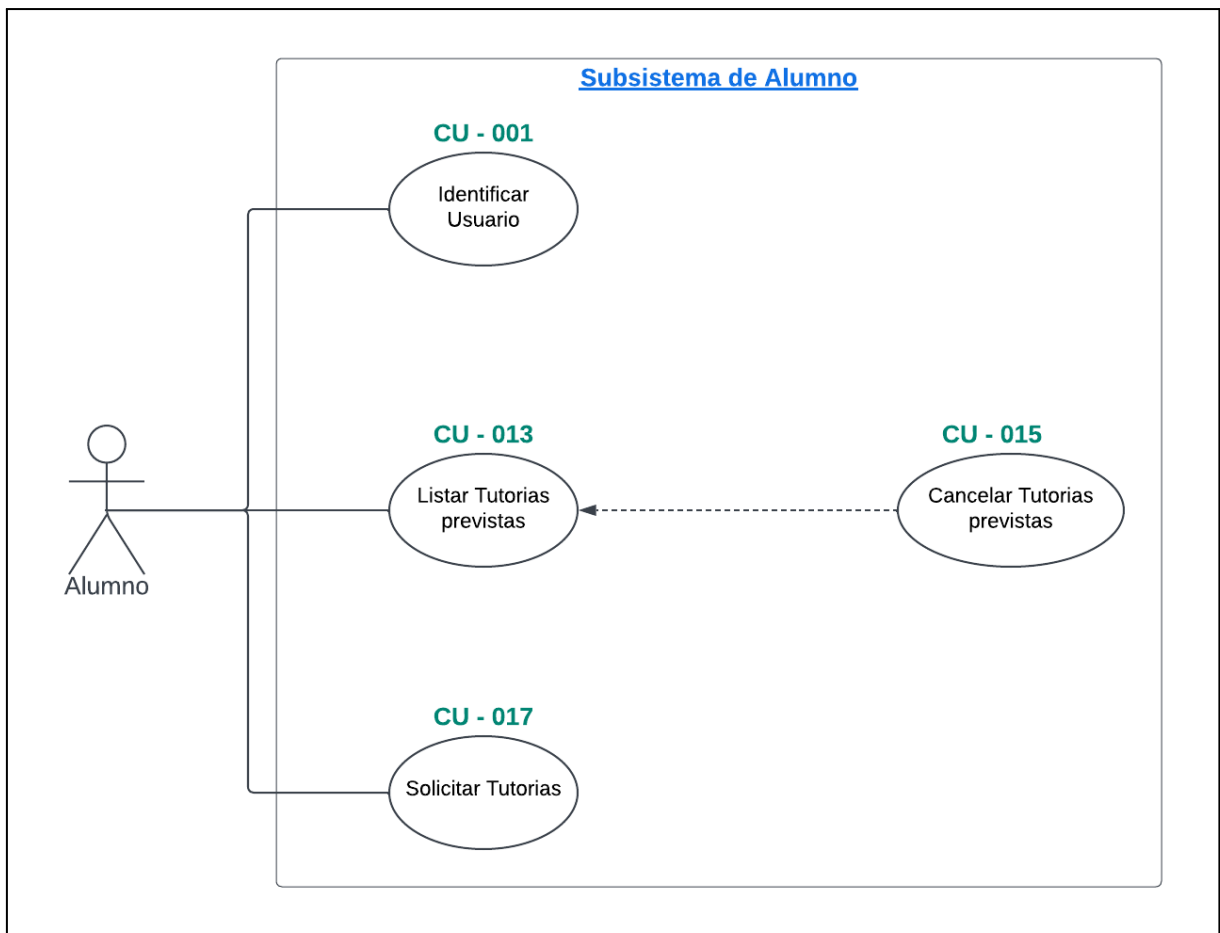 Subsistema de Alumno
CU - 001
Identificar
Usuario
CU - 013
Listar Tutorias
previstas
CU - 015
Cancelar Tutorias
previstas
Alumno
CU - 017
Solicitar Tutorias